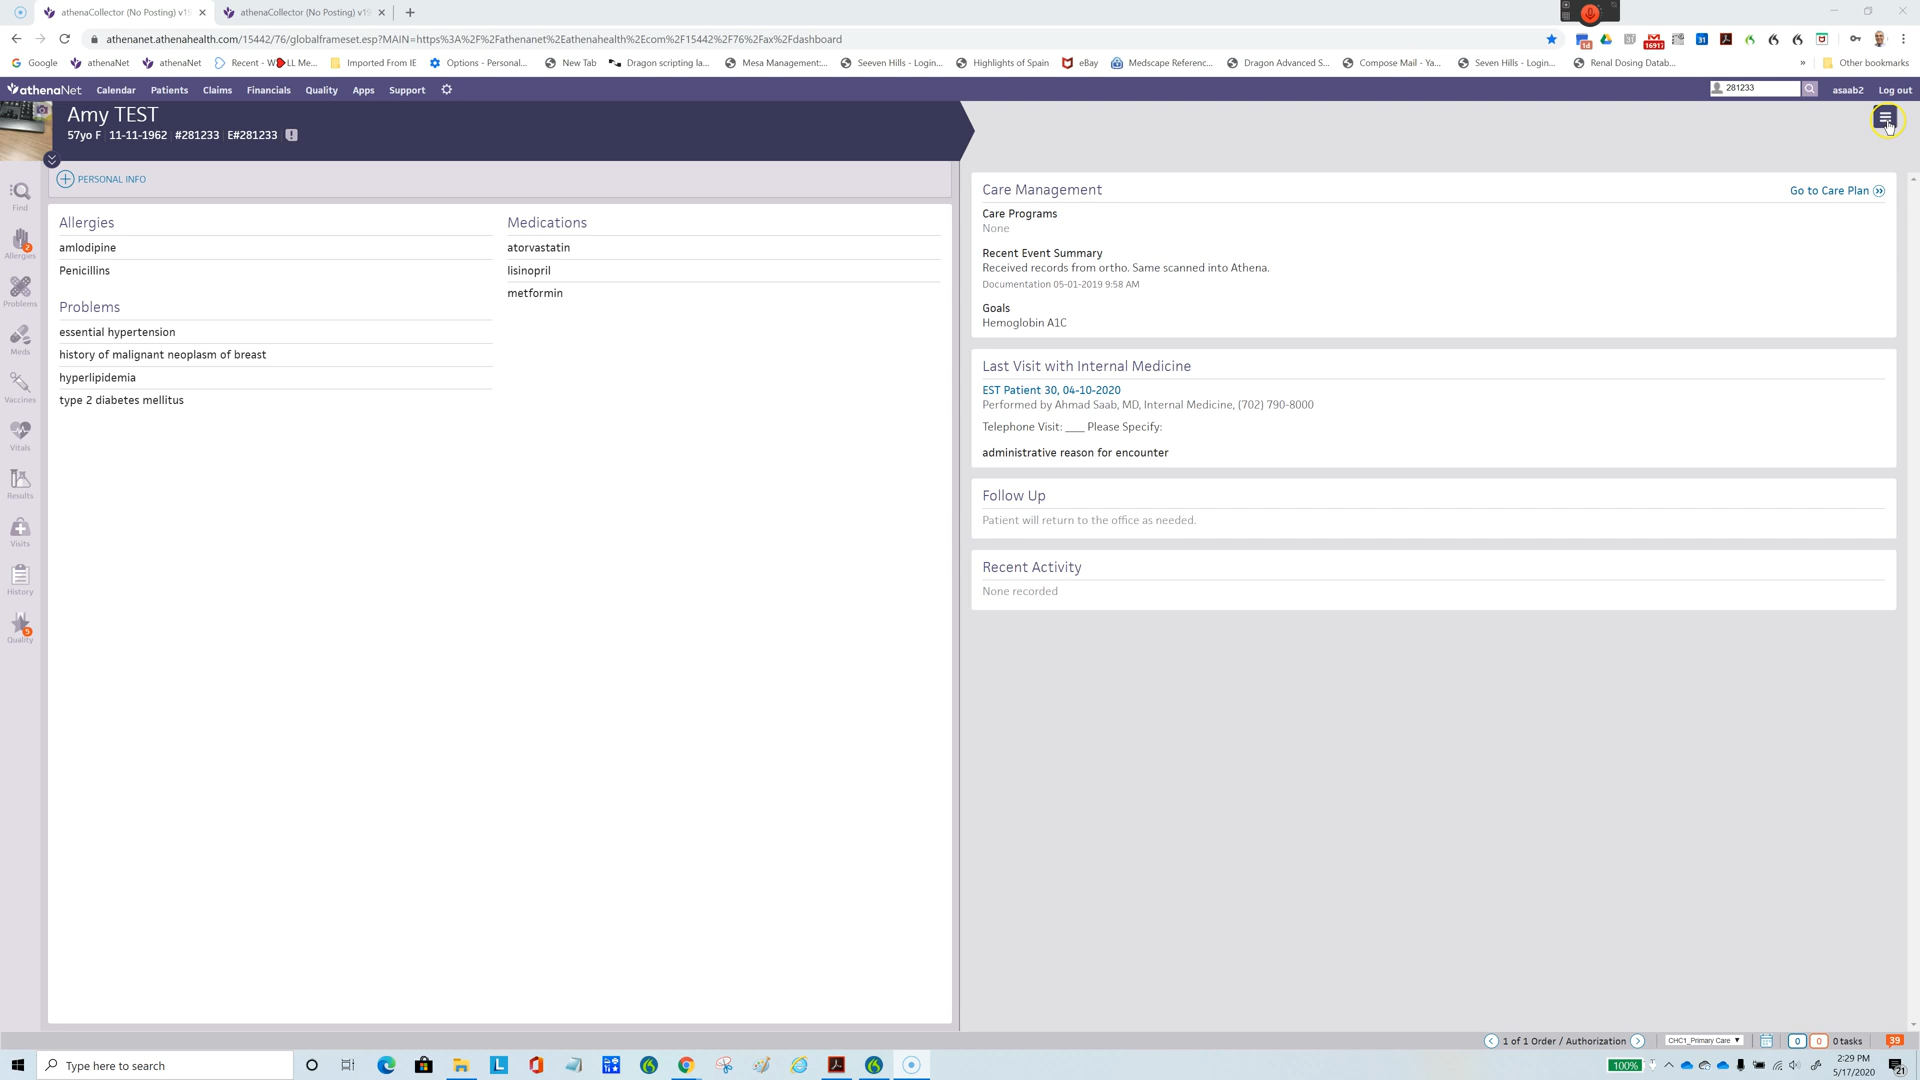 athenaCollector (No Posting) v19
athenaCollector (No Posting) v19
athenanet.athenahealth.com/15442/76/globalframeset.esp?MAIN=https%3A%2F%2Fathenanet%2Eathenahealth%2Ecom%2F15442%2F76%2Fax%2Fdashboard
Google athenaNet athenaNet Recent - W LL Me... Imported From IE Options - Personal... New Tab Dragon scripting la... Mesa Management:... Seeven Hills - Login... Highlights of Spain eBay Medscape Referenc... Dragon Advanced S... Compose Mail - Ya... Seven Hills - Login... Renal Dosing Datab... » Other bookmarks
athenaNet Calendar Patients Claims Financials Quality Apps Support 281233 asaab2 Log out
Amy TEST
57yo F 11-11-1962 #281233 E#281233
PERSONAL INFO
Find
Allergies 2
Problems
Meds
Vaccines
Vitals
Results
Visits
History
Quality 5
Allergies
amlodipine
Penicillins
Problems
essential hypertension
history of malignant neoplasm of breast
hyperlipidemia
type 2 diabetes mellitus
Medications
atorvastatin
lisinopril
metformin
Care Management Go to Care Plan
Care Programs
None
Recent Event Summary
Received records from ortho. Same scanned into Athena.
Documentation 05-01-2019 9:58 AM
Goals
Hemoglobin A1C
Last Visit with Internal Medicine
EST Patient 30, 04-10-2020
Performed by Ahmad Saab, MD, Internal Medicine, (702) 790-8000
Telephone Visit: ___ Please Specify:
administrative reason for encounter
Follow Up
Patient will return to the office as needed.
Recent Activity
None recorded
1 of 1 Order / Authorization CHC1_Primary Care 0 0 0 tasks 39
Type here to search
100%
2:29 PM
5/17/2020
21